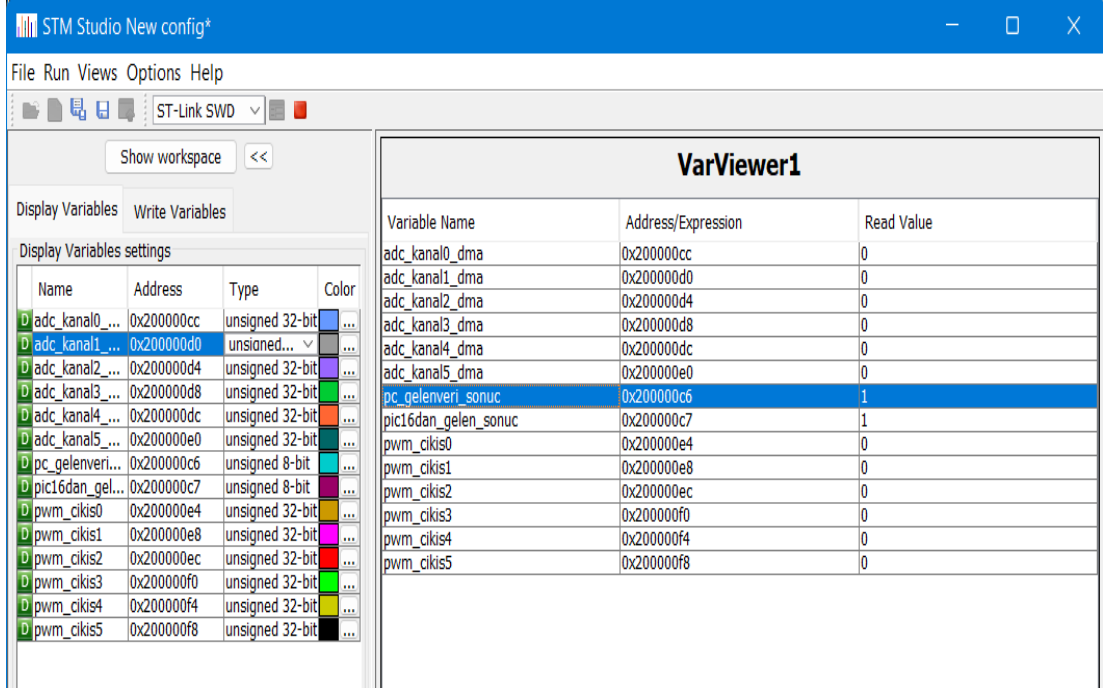 STM Studio New config*
File Run Views Options Help
ST-Link SWD
Show workspace <<
Display Variables Write Variables
Display Variables settings
Name Address Type Color
D adc_kanal0_... 0x200000cc unsigned 32-bit ...
D adc_kanal1_... 0x200000d0 unsigned... ...
D adc_kanal2_... 0x200000d4 unsigned 32-bit ...
D adc_kanal3_... 0x200000d8 unsigned 32-bit ...
D adc_kanal4_... 0x200000dc unsigned 32-bit ...
D adc_kanal5_... 0x200000e0 unsigned 32-bit ...
D pc_gelenveri... 0x200000c6 unsigned 8-bit ...
D pic16dan_gel... 0x200000c7 unsigned 8-bit ...
D pwm_cikis0 0x200000e4 unsigned 32-bit ...
D pwm_cikis1 0x200000e8 unsigned 32-bit ...
D pwm_cikis2 0x200000ec unsigned 32-bit ...
D pwm_cikis3 0x200000f0 unsigned 32-bit ...
D pwm_cikis4 0x200000f4 unsigned 32-bit ...
D pwm_cikis5 0x200000f8 unsigned 32-bit ...
VarViewer1
Variable Name Address/Expression Read Value
adc_kanal0_dma 0x200000cc 0
adc_kanal1_dma 0x200000d0 0
adc_kanal2_dma 0x200000d4 0
adc_kanal3_dma 0x200000d8 0
adc_kanal4_dma 0x200000dc 0
adc_kanal5_dma 0x200000e0 0
pc_gelenveri_sonuc 0x200000c6 1
pic16dan_gelen_sonuc 0x200000c7 1
pwm_cikis0 0x200000e4 0
pwm_cikis1 0x200000e8 0
pwm_cikis2 0x200000ec 0
pwm_cikis3 0x200000f0 0
pwm_cikis4 0x200000f4 0
pwm_cikis5 0x200000f8 0